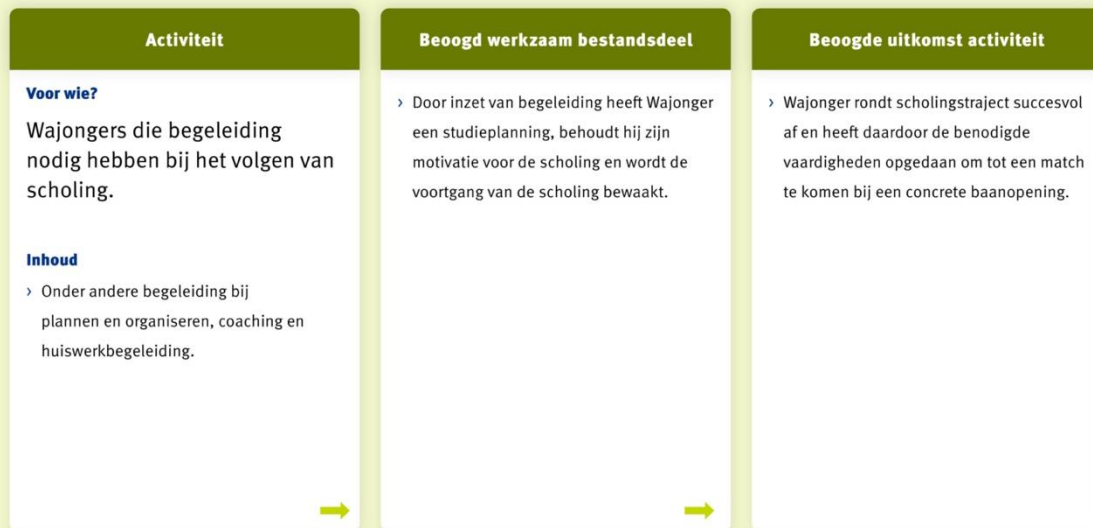 Activiteit
Voor wie?
Wajongers die begeleiding
nodig hebben bij het volgen van
scholing.
Inhoud
› Onder andere begeleiding bij
plannen en organiseren, coaching en
huiswerkbegeleiding.
Beoogd werkzaam bestandsdeel
› Door inzet van begeleiding heeft Wajonger
een studieplanning, behoudt hij zijn
motivatie voor de scholing en wordt de
voortgang van de scholing bewaakt.
Beoogde uitkomst activiteit
› Wajonger rondt scholingstraject succesvol
af en heeft daardoor de benodigde
vaardigheden opgedaan om tot een match
te komen bij een concrete baanopening.